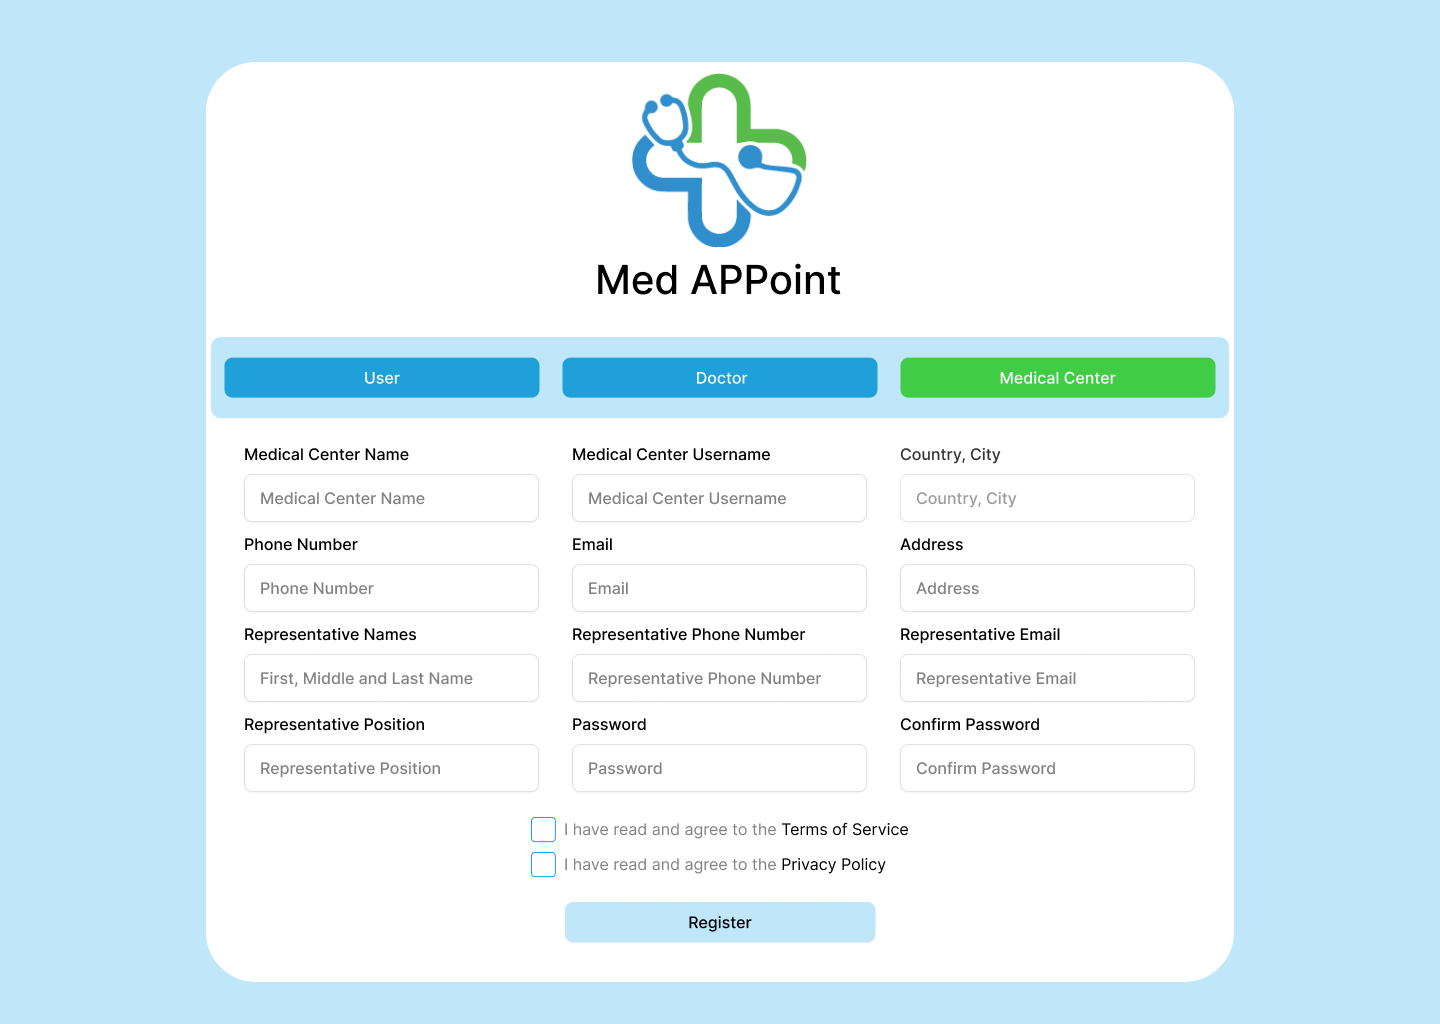 Med APPoint
User
Doctor
Medical Center
Medical Center Name
Medical Center Username
Country, City
Medical Center Name
Medical Center Username
Country, City
Phone Number
Email
Address
Phone Number
Email
Address
Representative Names
Representative Phone Number
Representative Email
First, Middle and Last Name
Representative Phone Number
Representative Email
Representative Position
Password
Confirm Password
Representative Position
Password
Confirm Password
I have read and agree to the Terms of Service
I have read and agree to the Privacy Policy
Register